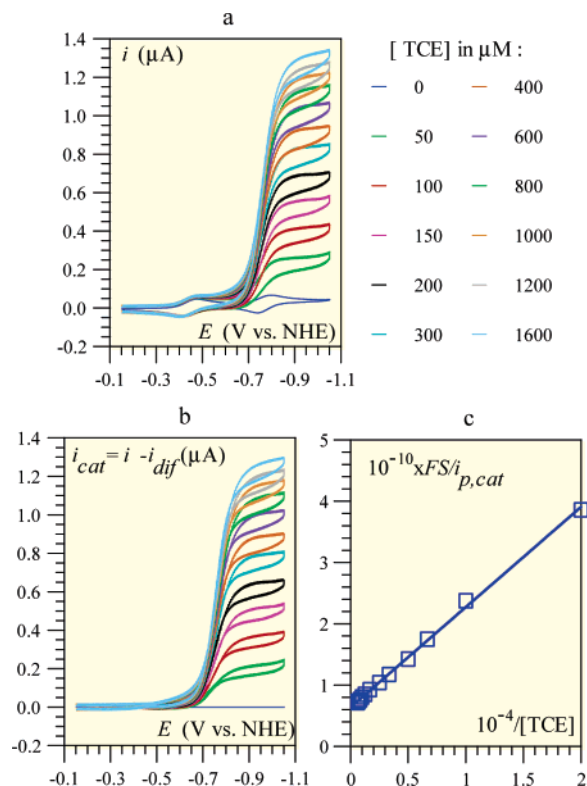 a
i (µA)
1.4
1.2
1.0
0.8
0.6
0.4
0.2
0.0
-0.2
E (V vs. NHE)
-0.1 -0.3 -0.5 -0.7 -0.9 -1.1
[ TCE] in µM :
0 400
50 600
100 800
150 1000
200 1200
300 1600
b
i_cat= i -i_dif(µA)
1.4
1.2
1.0
0.8
0.6
0.4
0.2
0.0
-0.2
E (V vs. NHE)
-0.1 -0.3 -0.5 -0.7 -0.9 -1.1
c
10^-10xFS/i_p,cat
5
4
3
2
1
0
10^-4/[TCE]
0 0.5 1 1.5 2